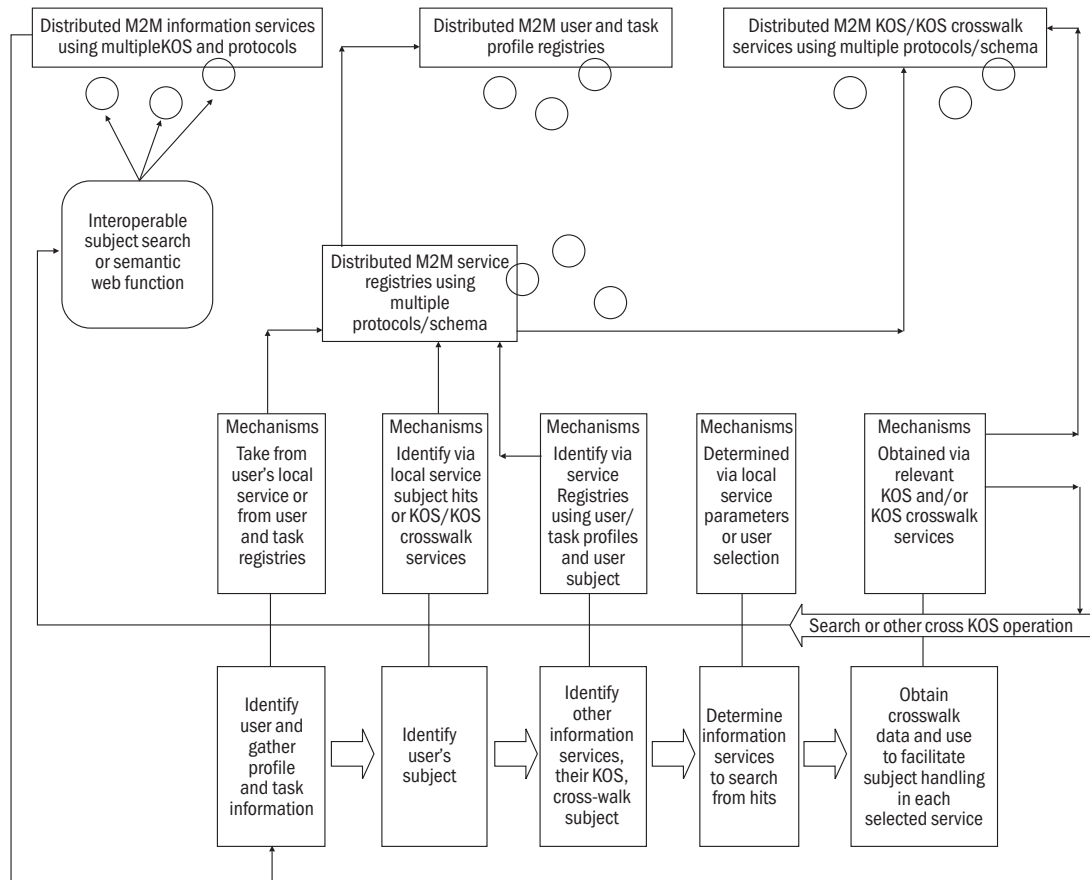 Distributed M2M information services
using multipleKOS and protocols
Distributed M2M user and task
profile registries
Distributed M2M KOS/KOS crosswalk
services using multiple protocols/schema
Interoperable
subject search
or semantic
web function
Distributed M2M service
registries using
multiple
protocols/schema
Mechanisms
Take from
user's local
service or
from user
and task
registries
Mechanisms
Identify via
local service
subject hits
or KOS/KOS
crosswalk
services
Mechanisms
Identify via
service
Registries
using user/
task profiles
and user
subject
Mechanisms
Determined
via local
service
parameters
or user
selection
Mechanisms
Obtained via
relevant
KOS and/or
KOS crosswalk
services
Search or other cross KOS operation
Identify
user and
gather
profile
and task
information
Identify
user's
subject
Identify
other
information
services,
their KOS,
cross-walk
subject
Determine
information
services
to search
from hits
Obtain
crosswalk
data and use
to facilitate
subject handling
in each
selected service